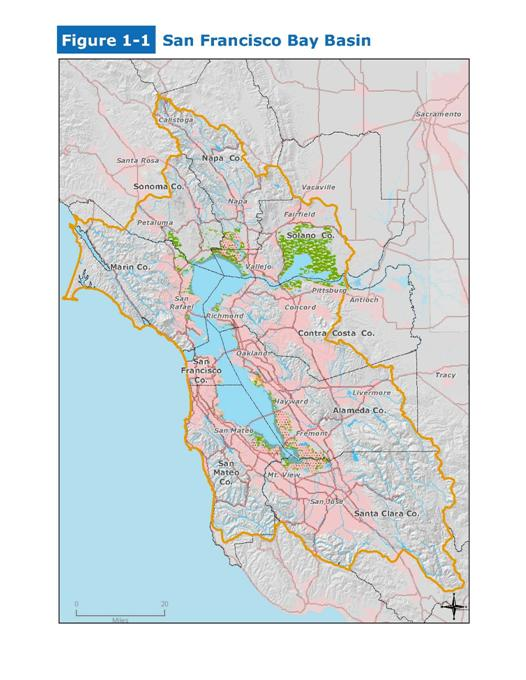 Figure 1-1 San Francisco Bay Basin
Sacramento
Calistoga
Santa Rosa
Napa Co.
Sonoma Co.
Vacaville
Napa
Petaluma
Fairfield
Solano Co.
Marin Co.
Vallejo
Pittsburg
San
Rafael
Antioch
Concord
Richmond
Contra Costa Co.
Oakland
San
Francisco
Co.
Tracy
Livermore
Hayward
Alameda Co.
San Mateo
Fremont
San
Mateo
Co.
Mt. View
San Jose
Santa Clara Co.
0 20
Miles